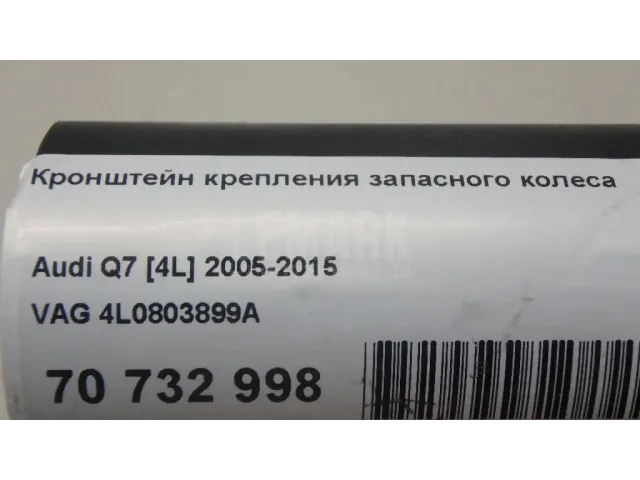 Кронштейн крепления запасного колеса
Audi Q7 [4L] 2005-2015
VAG 4L0803899A
70 732 998